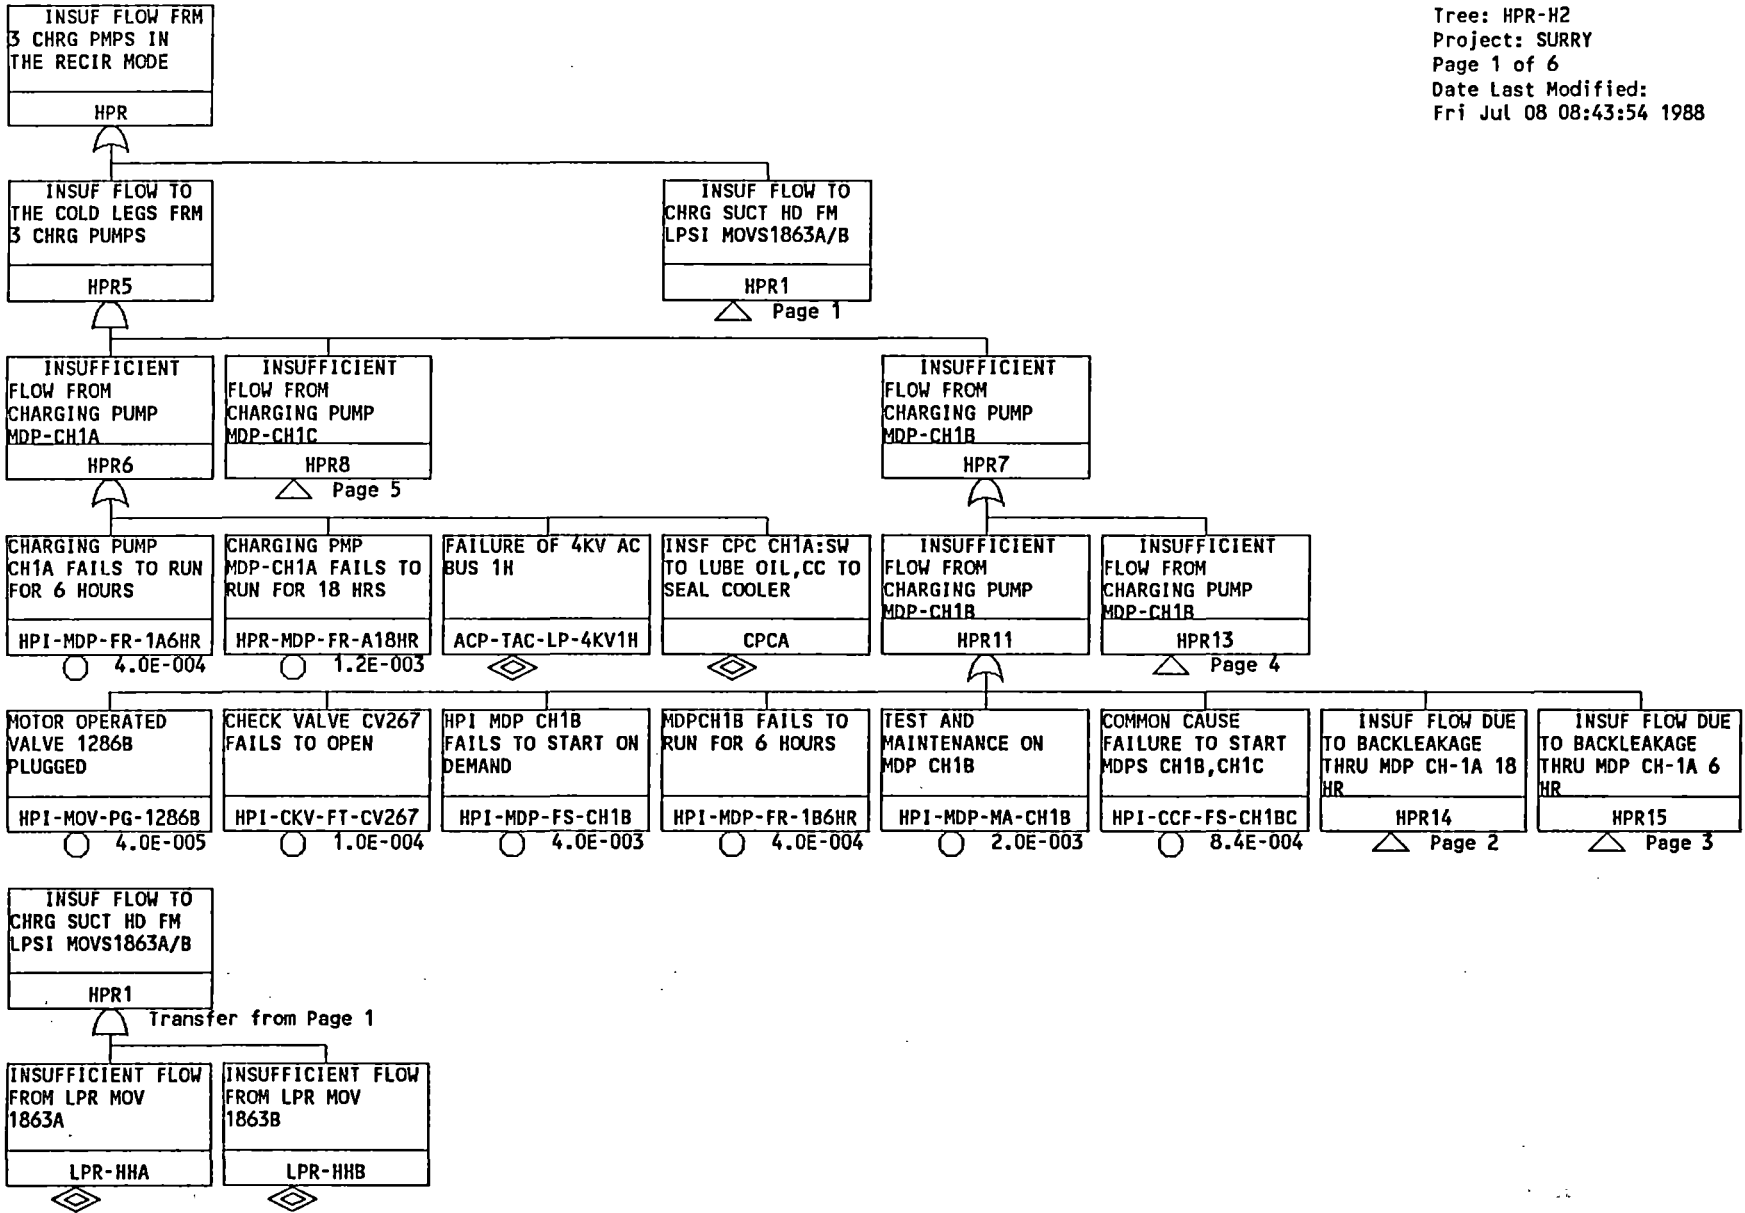 Tree: HPR-H2
Project: SURRY
Page 1 of 6
Date Last Modified:
Fri Jul 08 08:43:54 1988
INSUF FLOW FRM
3 CHRG PMPS IN
THE RECIR MODE
HPR
INSUF FLOW TO
THE COLD LEGS FRM
3 CHRG PUMPS
HPR5
INSUF FLOW TO
CHRG SUCT HD FM
LPSI MOVS1863A/B
HPR1
Page 1
INSUFFICIENT
FLOW FROM
CHARGING PUMP
MDP-CH1A
HPR6
INSUFFICIENT
FLOW FROM
CHARGING PUMP
MDP-CH1C
HPR8
Page 5
INSUFFICIENT
FLOW FROM
CHARGING PUMP
MDP-CH1B
HPR7
CHARGING PUMP
CH1A FAILS TO RUN
FOR 6 HOURS
HPI-MDP-FR-1A6HR
4.0E-004
CHARGING PMP
MDP-CH1A FAILS TO
RUN FOR 18 HRS
HPR-MDP-FR-A18HR
1.2E-003
FAILURE OF 4KV AC
BUS 1H
ACP-TAC-LP-4KV1H
INSF CPC CH1A:SW
TO LUBE OIL,CC TO
SEAL COOLER
CPCA
INSUFFICIENT
FLOW FROM
CHARGING PUMP
MDP-CH1B
HPR11
INSUFFICIENT
FLOW FROM
CHARGING PUMP
MDP-CH1B
HPR13
Page 4
MOTOR OPERATED
VALVE 1286B
PLUGGED
HPI-MOV-PG-1286B
4.0E-005
CHECK VALVE CV267
FAILS TO OPEN
HPI-CKV-FT-CV267
1.0E-004
HPI MDP CH1B
FAILS TO START ON
DEMAND
HPI-MDP-FS-CH1B
4.0E-003
MDPCH1B FAILS TO
RUN FOR 6 HOURS
HPI-MDP-FR-1B6HR
4.0E-004
TEST AND
MAINTENANCE ON
MDP CH1B
HPI-MDP-MA-CH1B
2.0E-003
COMMON CAUSE
FAILURE TO START
MDPS CH1B,CH1C
HPI-CCF-FS-CH1BC
8.4E-004
INSUF FLOW DUE
TO BACKLEAKAGE
THRU MDP CH-1A 18
HR
HPR14
Page 2
INSUF FLOW DUE
TO BACKLEAKAGE
THRU MDP CH-1A 6
HR
HPR15
Page 3
INSUF FLOW TO
CHRG SUCT HD FM
LPSI MOVS1863A/B
HPR1
Transfer from Page 1
INSUFFICIENT FLOW
FROM LPR MOV
1863A
LPR-HHA
INSUFFICIENT FLOW
FROM LPR MOV
1863B
LPR-HHB